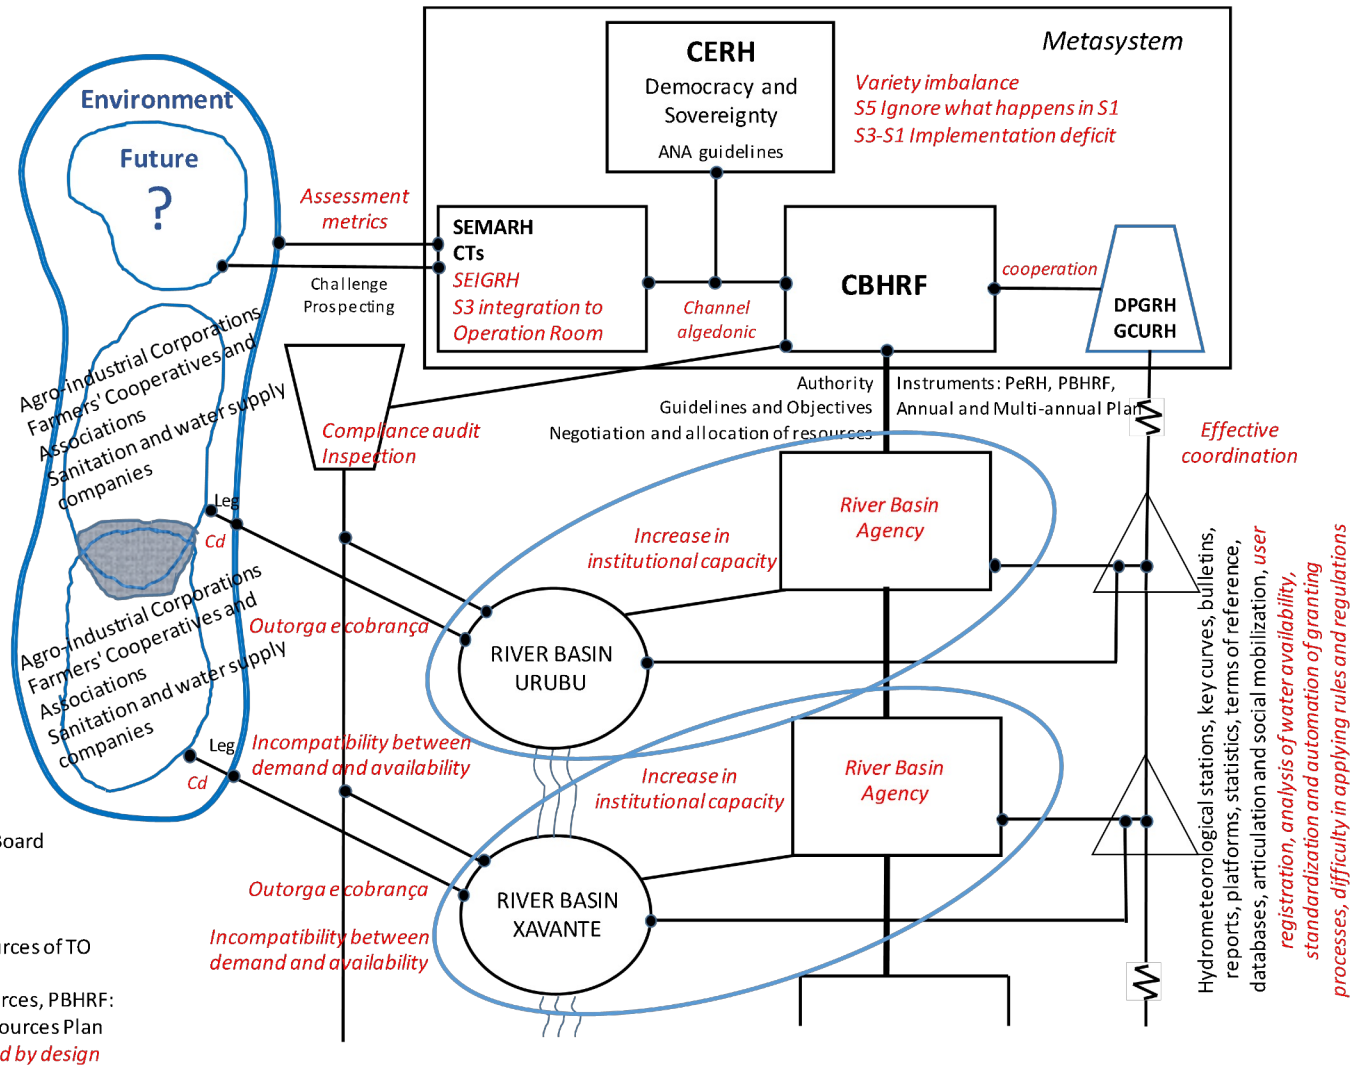 Metasystem
CERH
Democracy and
Sovereignty
ANA guidelines
Variety imbalance
S5 Ignore what happens in S1
S3-S1 Implementation deficit
Environment
Future
?
Assessment
metrics
Challenge
Prospecting
SEMARH
CTs
SEIGRH
S3 integration to
Operation Room
Channel
algedonic
CBHRF
cooperation
DPGRH
GCURH
Authority
Guidelines and Objectives
Negotiation and allocation of resources
Instruments: PeRH, PBHRF,
Annual and Multi-annual Plan
Effective
coordination
Compliance audit
Inspection
Agro-industrial Corporations
Farmers' Cooperatives and
Associations
Sanitation and water supply
companies
Leg
Cd
River Basin
Agency
Increase in
institutional capacity
Outorga e cobrança
RIVER BASIN
URUBU
Agro-industrial Corporations
Farmers' Cooperatives and
Associations
Sanitation and water supply
companies
Leg
Cd
Incompatibility between
demand and availability
River Basin
Agency
Increase in
institutional capacity
Outorga e cobrança
RIVER BASIN
XAVANTE
Incompatibility between
demand and availability
Hydrometeorological stations, key curves, bulletins,
reports, platforms, statistics, terms of reference,
databases, articulation and social mobilization, user
registration, analysis of water availability,
standardization and automation of granting
processes, difficulty in applying rules and regulations
Board
of TO
PBHRF:
Plan
by design